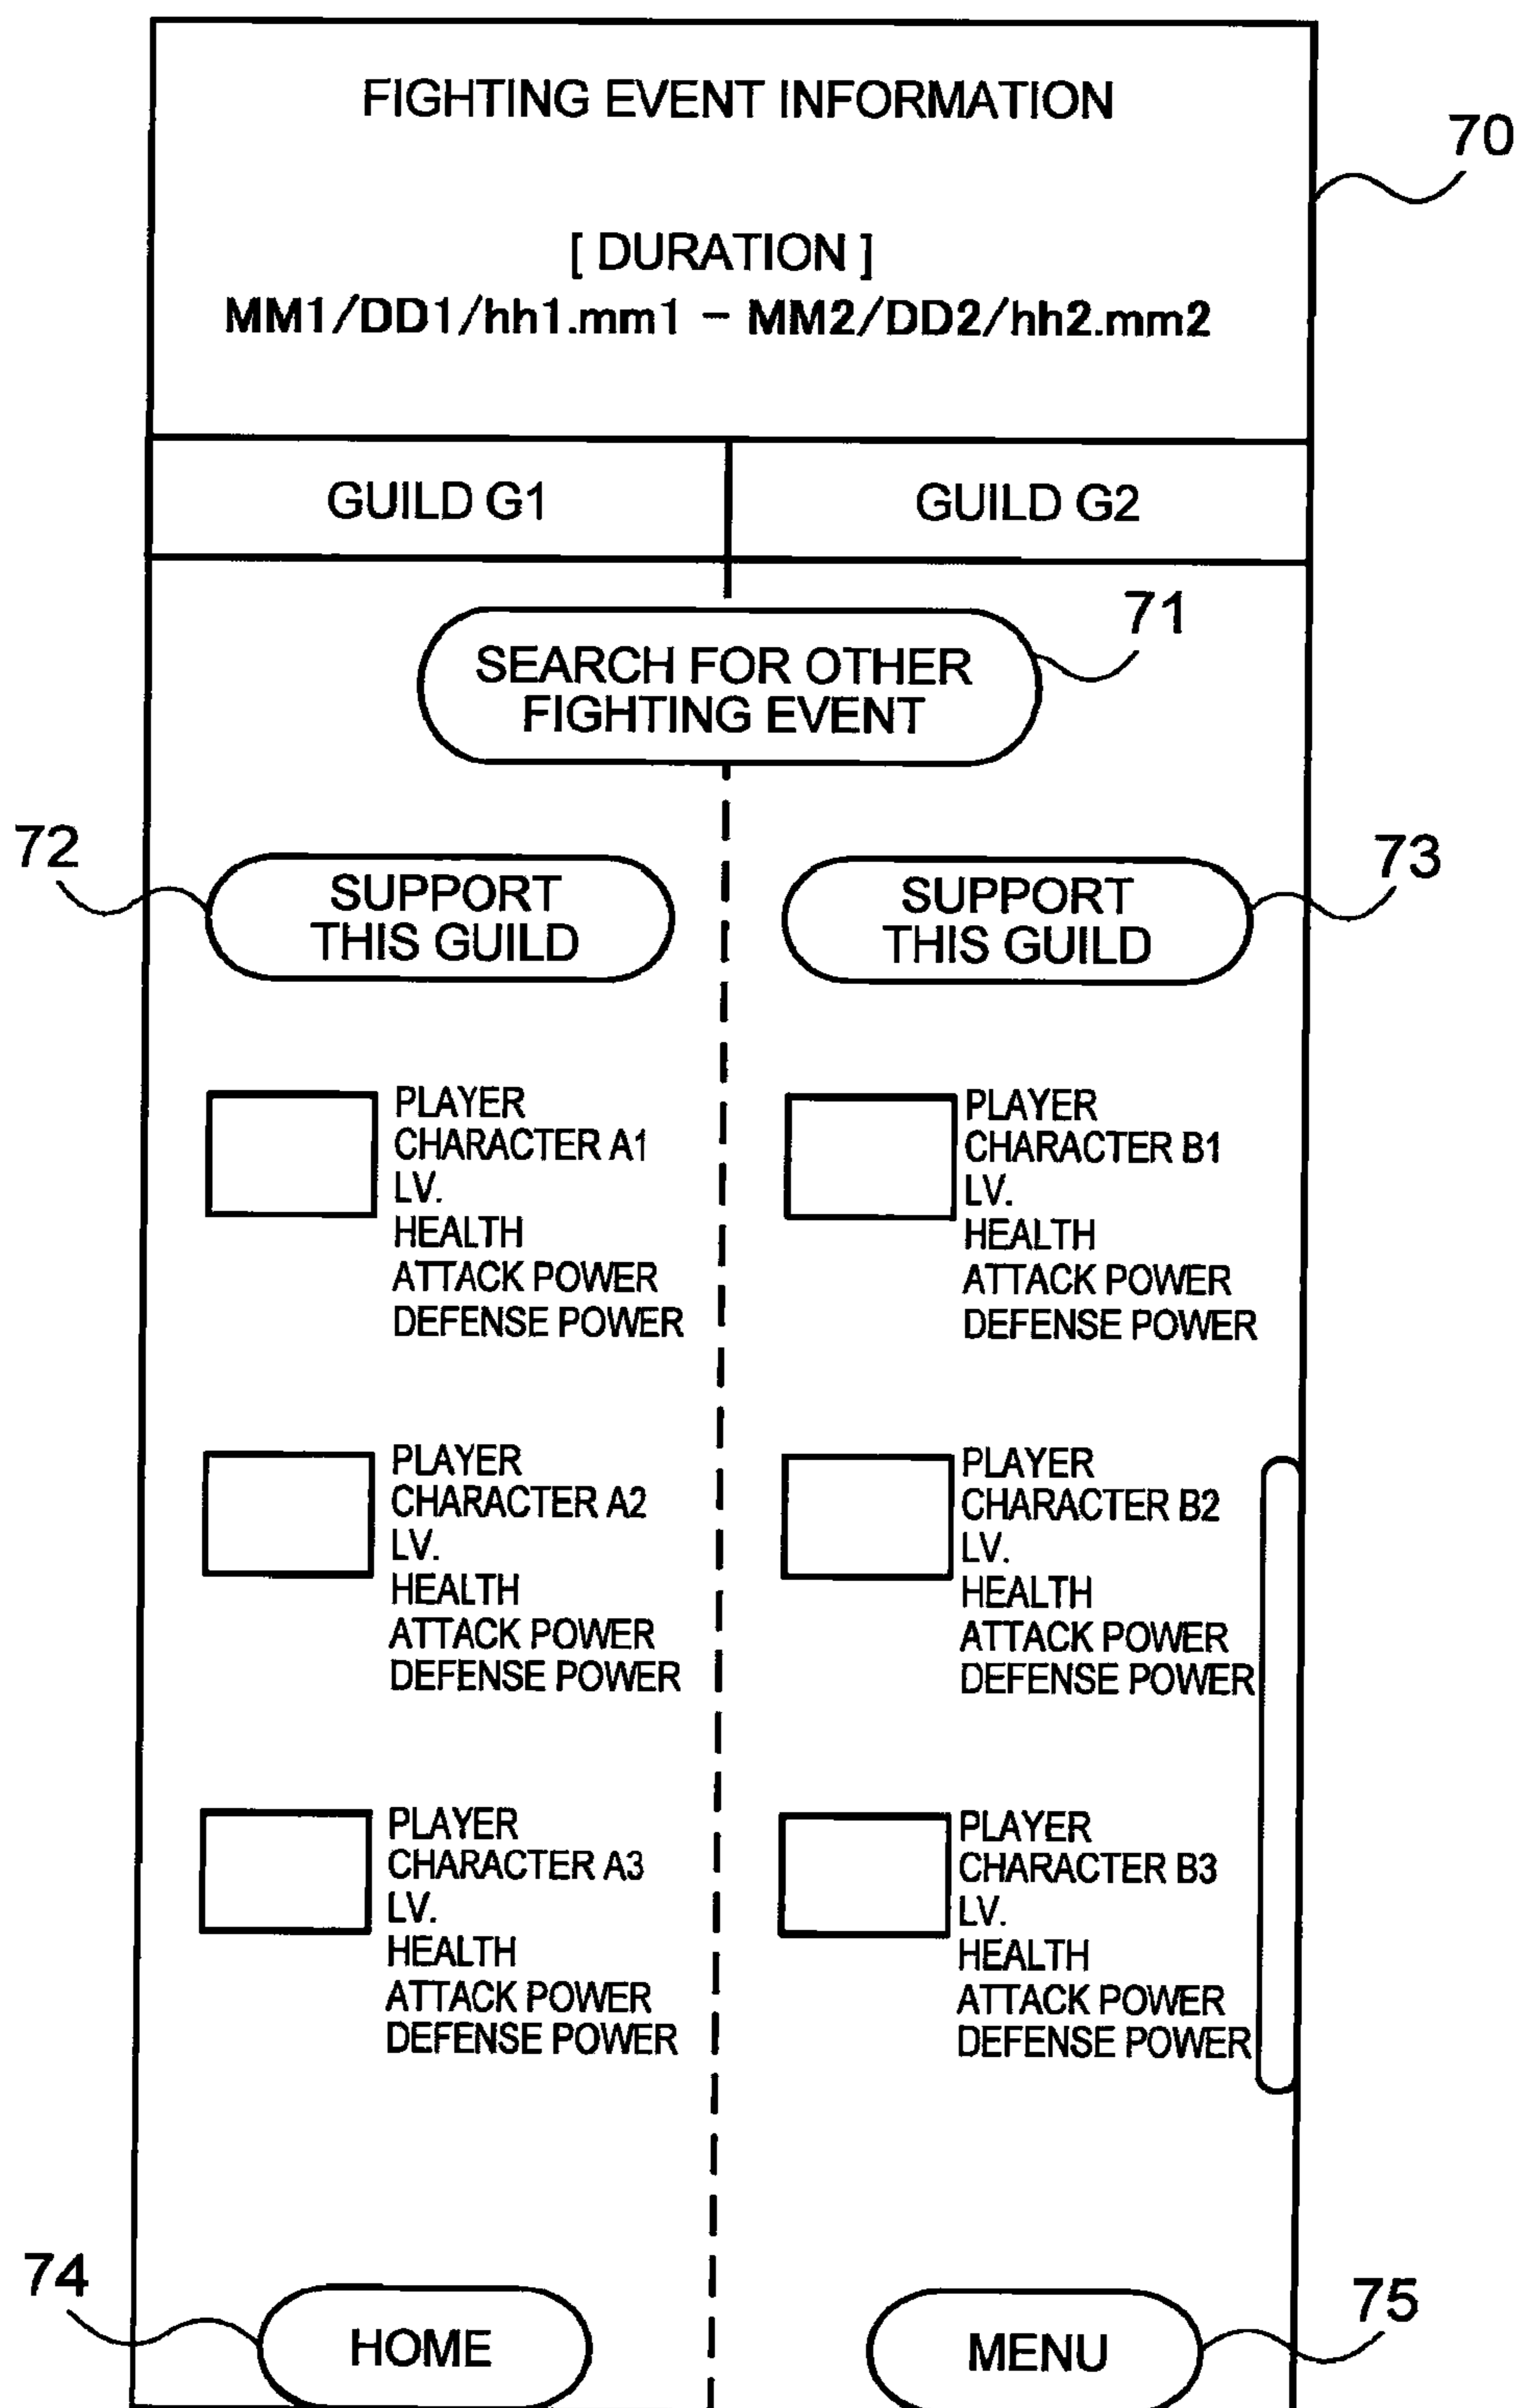 FIGHTING EVENT INFORMATION
70
[ DURATION ]
MM1/DD1/hh1.mm1 – MM2/DD2/hh2.mm2
GUILD G1
GUILD G2
71
SEARCH FOR OTHER
FIGHTING EVENT
72
SUPPORT
THIS GUILD
73
SUPPORT
THIS GUILD
PLAYER
CHARACTER A1
LV.
HEALTH
ATTACK POWER
DEFENSE POWER
PLAYER
CHARACTER B1
LV.
HEALTH
ATTACK POWER
DEFENSE POWER
PLAYER
CHARACTER A2
LV.
HEALTH
ATTACK POWER
DEFENSE POWER
PLAYER
CHARACTER B2
LV.
HEALTH
ATTACK POWER
DEFENSE POWER
PLAYER
CHARACTER A3
LV.
HEALTH
ATTACK POWER
DEFENSE POWER
PLAYER
CHARACTER B3
LV.
HEALTH
ATTACK POWER
DEFENSE POWER
74
HOME
MENU
75